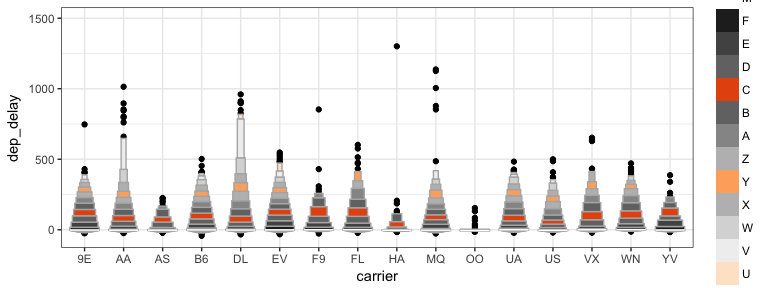 1500
1000
500
0
dep_delay
9E AA AS B6 DL EV F9 FL HA MQ OO UA US VX WN YV
carrier
F
E
D
C
B
A
Z
Y
X
W
V
U